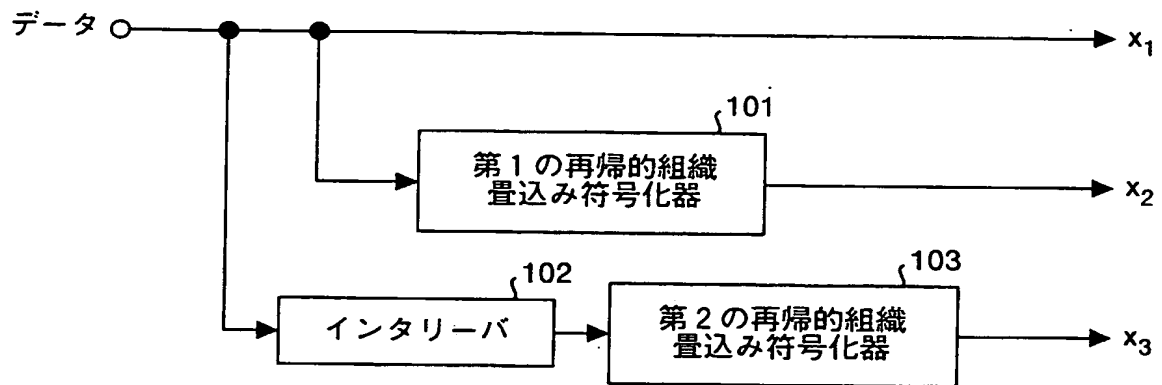 データ
x1
101
第1の再帰的組織
畳込み符号化器
x2
102
インタリーバ
103
第2の再帰的組織
畳込み符号化器
x3